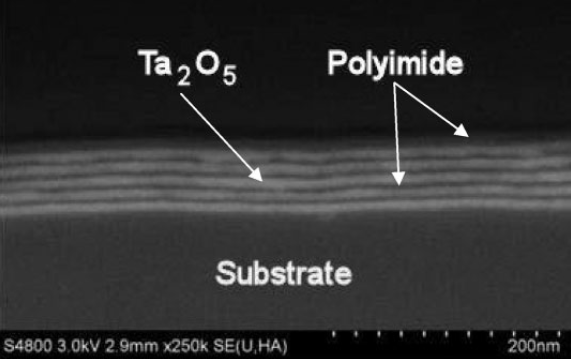 Ta2O5 Polyimide
Substrate
S4800 3.0kV 2.9mm x250k SE(U,HA) 200nm